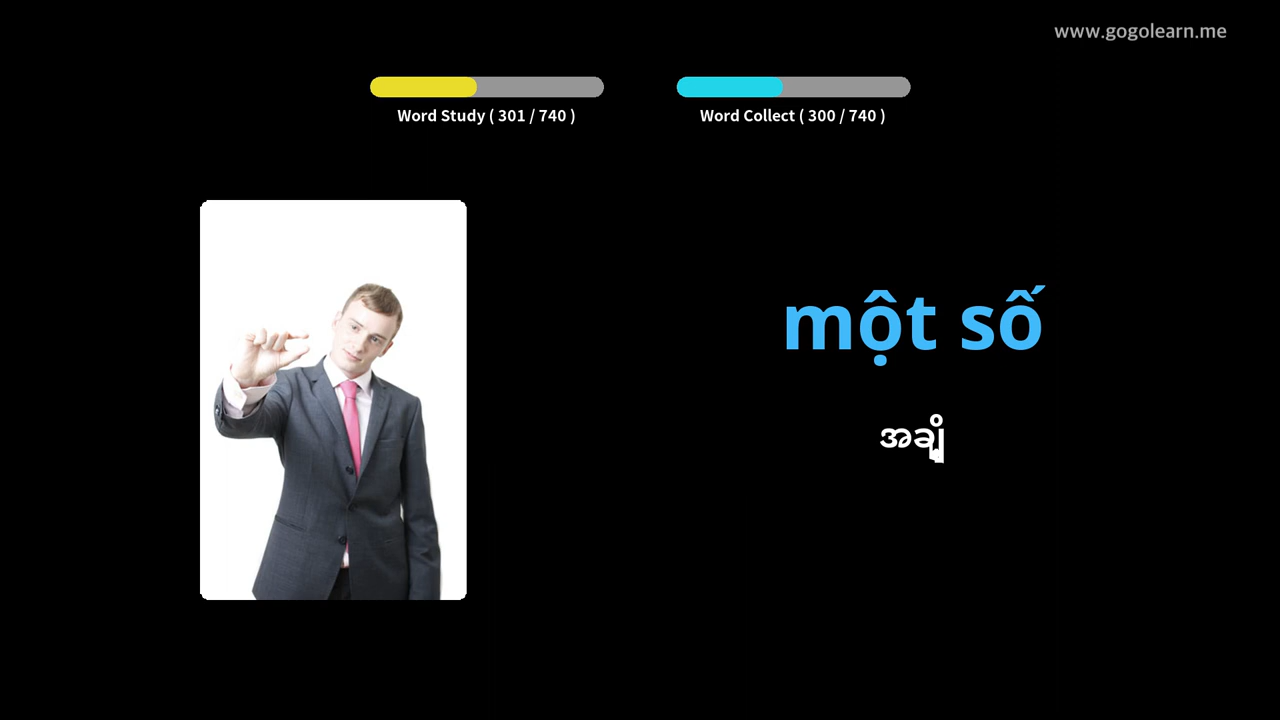 www.gogolearn.me
Word Study ( 301 / 740 )
Word Collect ( 300 / 740 )
một số
အချို့